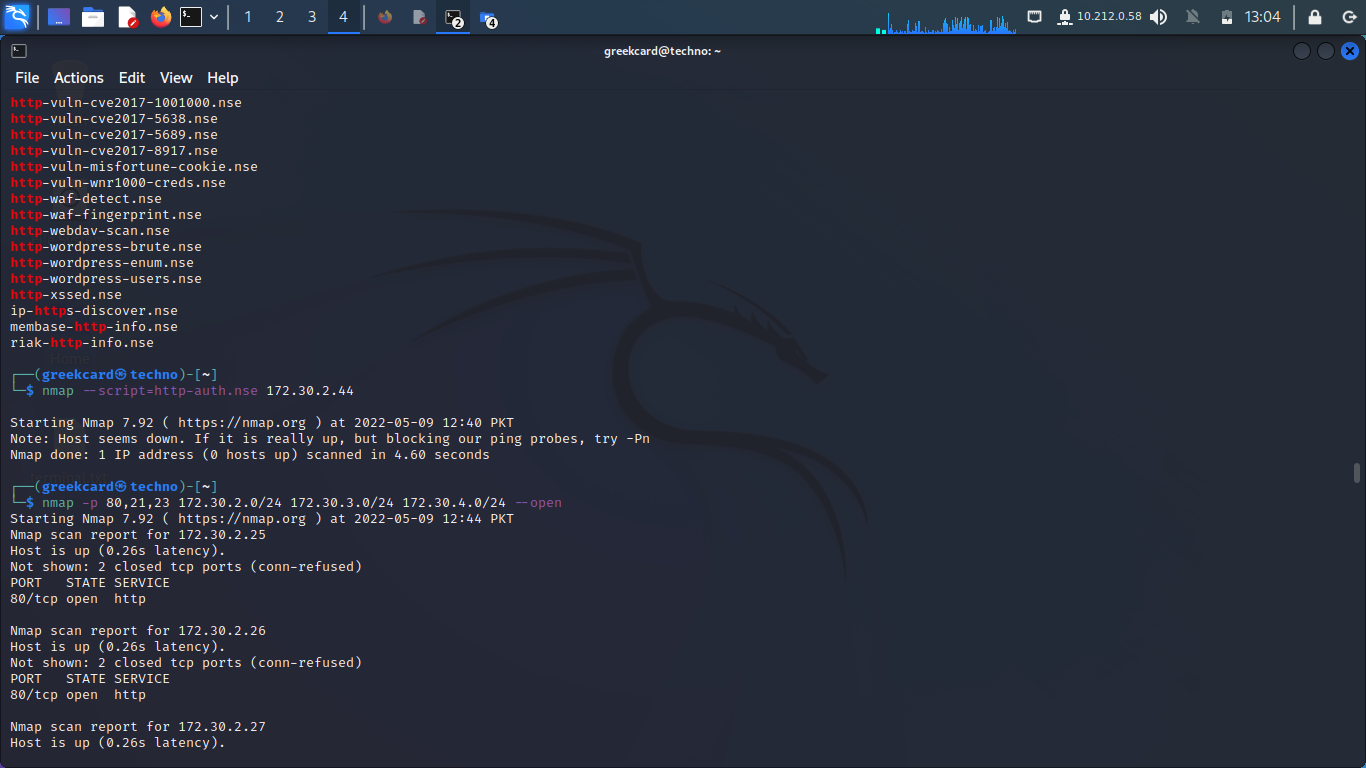 1 2 3 4 2 4 10.212.0.58 13:04
greekcard@techno: ~
File Actions Edit View Help
http-vuln-cve2017-1001000.nse
http-vuln-cve2017-5638.nse
http-vuln-cve2017-5689.nse
http-vuln-cve2017-8917.nse
http-vuln-misfortune-cookie.nse
http-vuln-wnr1000-creds.nse
http-waf-detect.nse
http-waf-fingerprint.nse
http-webdav-scan.nse
http-wordpress-brute.nse
http-wordpress-enum.nse
http-wordpress-users.nse
http-xssed.nse
ip-https-discover.nse
membase-http-info.nse
riak-http-info.nse
Home
┌──(greekcard㉿techno)-[~]
└─$ nmap --script=http-auth.nse 172.30.2.44
Starting Nmap 7.92 ( https://nmap.org ) at 2022-05-09 12:40 PKT
Note: Host seems down. If it is really up, but blocking our ping probes, try -Pn
Nmap done: 1 IP address (0 hosts up) scanned in 4.60 seconds
┌──(greekcard㉿techno)-[~]
└─$ nmap -p 80,21,23 172.30.2.0/24 172.30.3.0/24 172.30.4.0/24 --open
Starting Nmap 7.92 ( https://nmap.org ) at 2022-05-09 12:44 PKT
Nmap scan report for 172.30.2.25
Host is up (0.26s latency).
Not shown: 2 closed tcp ports (conn-refused)
PORT   STATE SERVICE
80/tcp open  http
Nmap scan report for 172.30.2.26
Host is up (0.26s latency).
Not shown: 2 closed tcp ports (conn-refused)
PORT   STATE SERVICE
80/tcp open  http
Nmap scan report for 172.30.2.27
Host is up (0.26s latency).